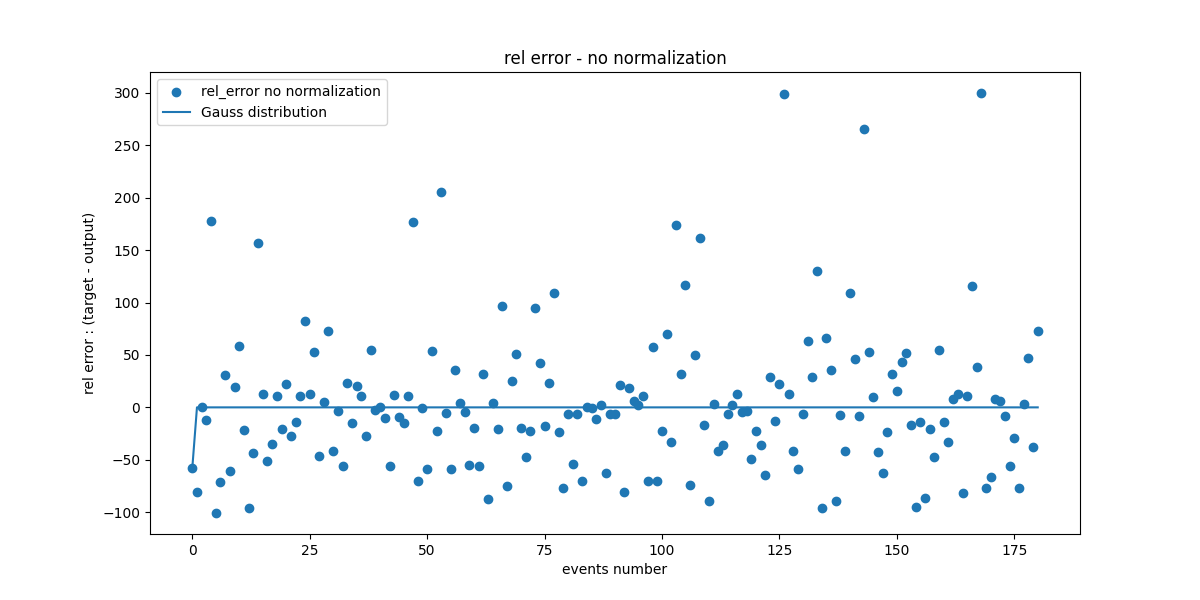 rel error - no normalization
rel_error no normalization
Gauss distribution
300
250
200
150
100
50
0
−50
−100
rel error : (target - output)
0 25 50 75 100 125 150 175
events number